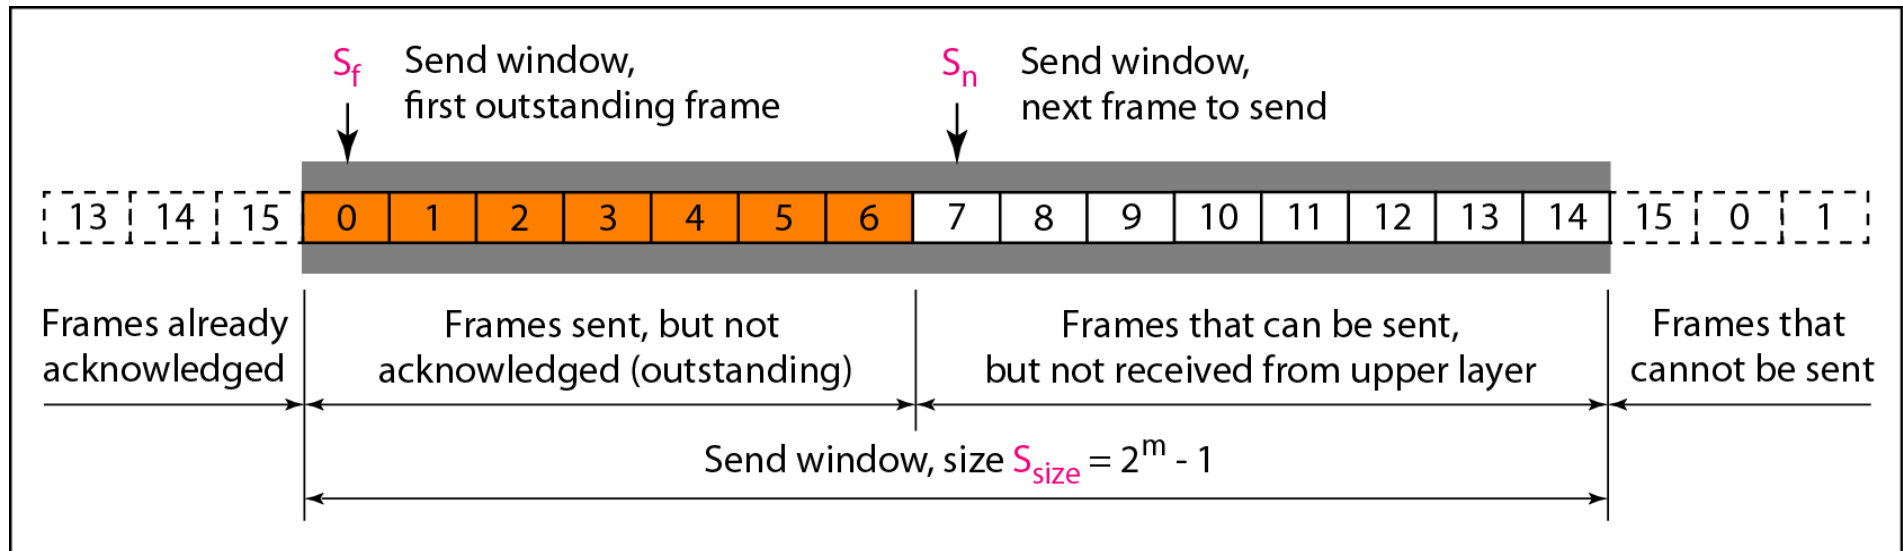 Sf Send window, Sn Send window,
first outstanding frame next frame to send
13 14 15 0 1 2 3 4 5 6 7 8 9 10 11 12 13 14 15 0 1
Frames already Frames sent, but not Frames that can be sent, Frames that
acknowledged acknowledged (outstanding) but not received from upper layer cannot be sent
Send window, size Ssize = 2^m - 1